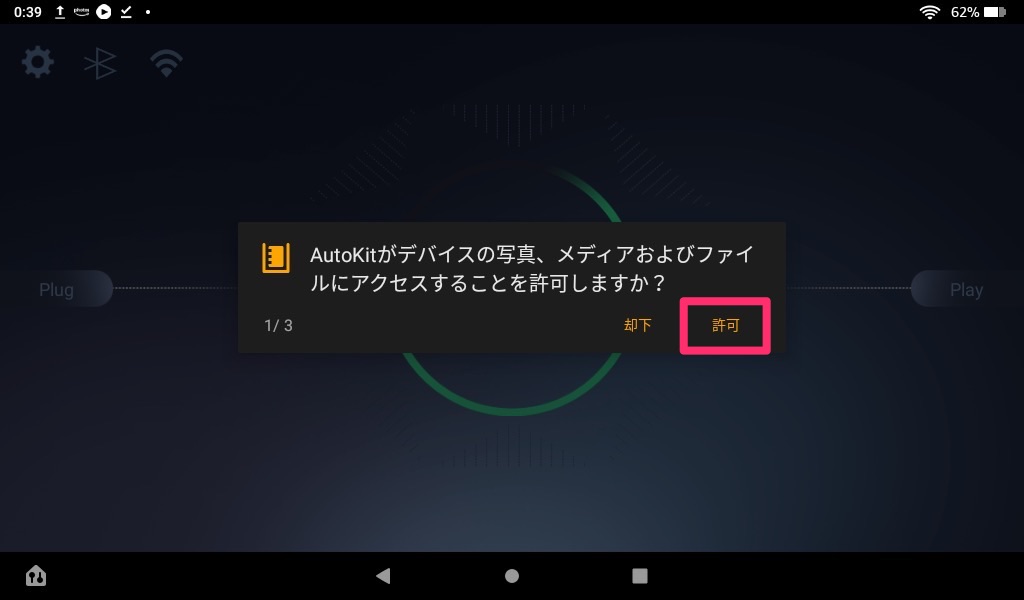 0:39
photos
62%
Plug
Play
AutoKitがデバイスの写真、メディアおよびファイ
ルにアクセスすることを許可しますか？
1/ 3
却下
許可